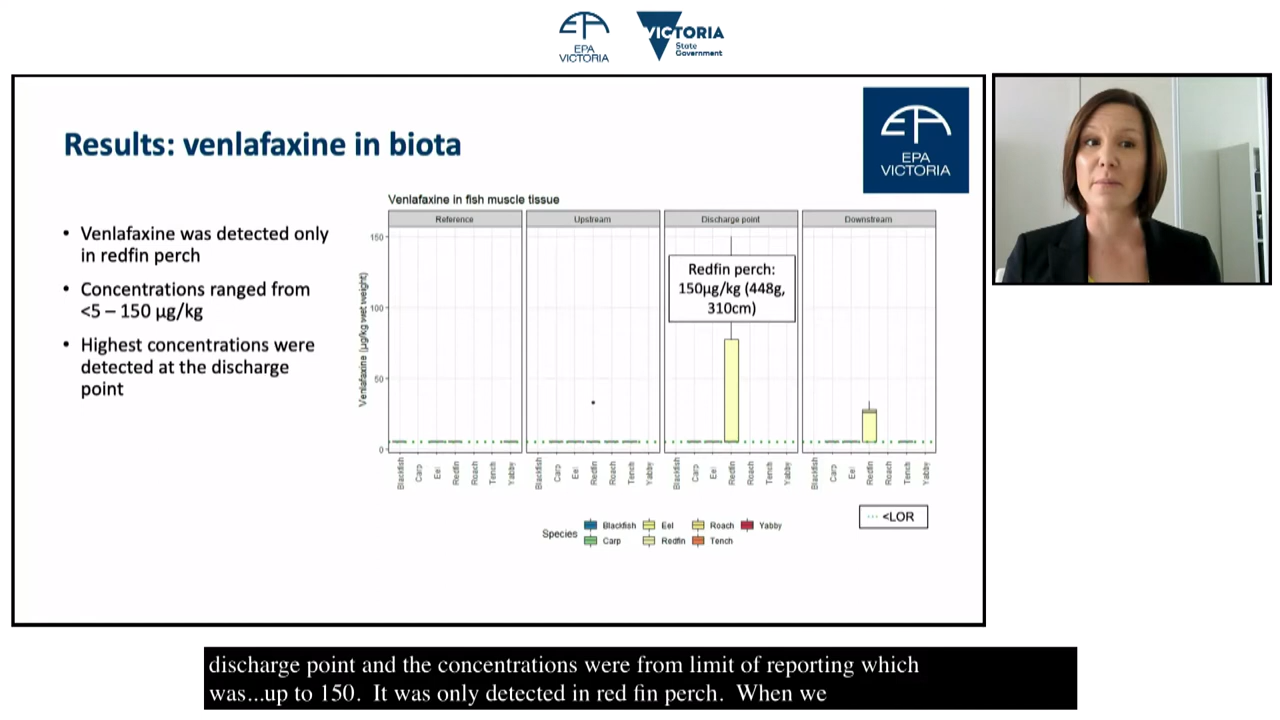 EPA
VICTORIA
VICTORIA
State
Government
Results: venlafaxine in biota
EPA
VICTORIA
• Venlafaxine was detected only
in redfin perch
• Concentrations ranged from
<5 – 150 µg/kg
• Highest concentrations were
detected at the discharge
point
Venlafaxine in fish muscle tissue
Reference Upstream Discharge point Downstream
Venlafaxine (µg/kg wet weight)
150
100
50
0
Redfin perch:
150µg/kg (448g,
310cm)
Blackfish Carp Eel Redfin Roach Tench Yabby Blackfish Carp Eel Redfin Roach Tench Yabby Blackfish Carp Eel Redfin Roach Tench Yabby Blackfish Carp Eel Redfin Roach Tench Yabby
<LOR
Species Blackfish Eel Roach Yabby
Carp Redfin Tench
discharge point and the concentrations were from limit of reporting which
was...up to 150. It was only detected in red fin perch. When we